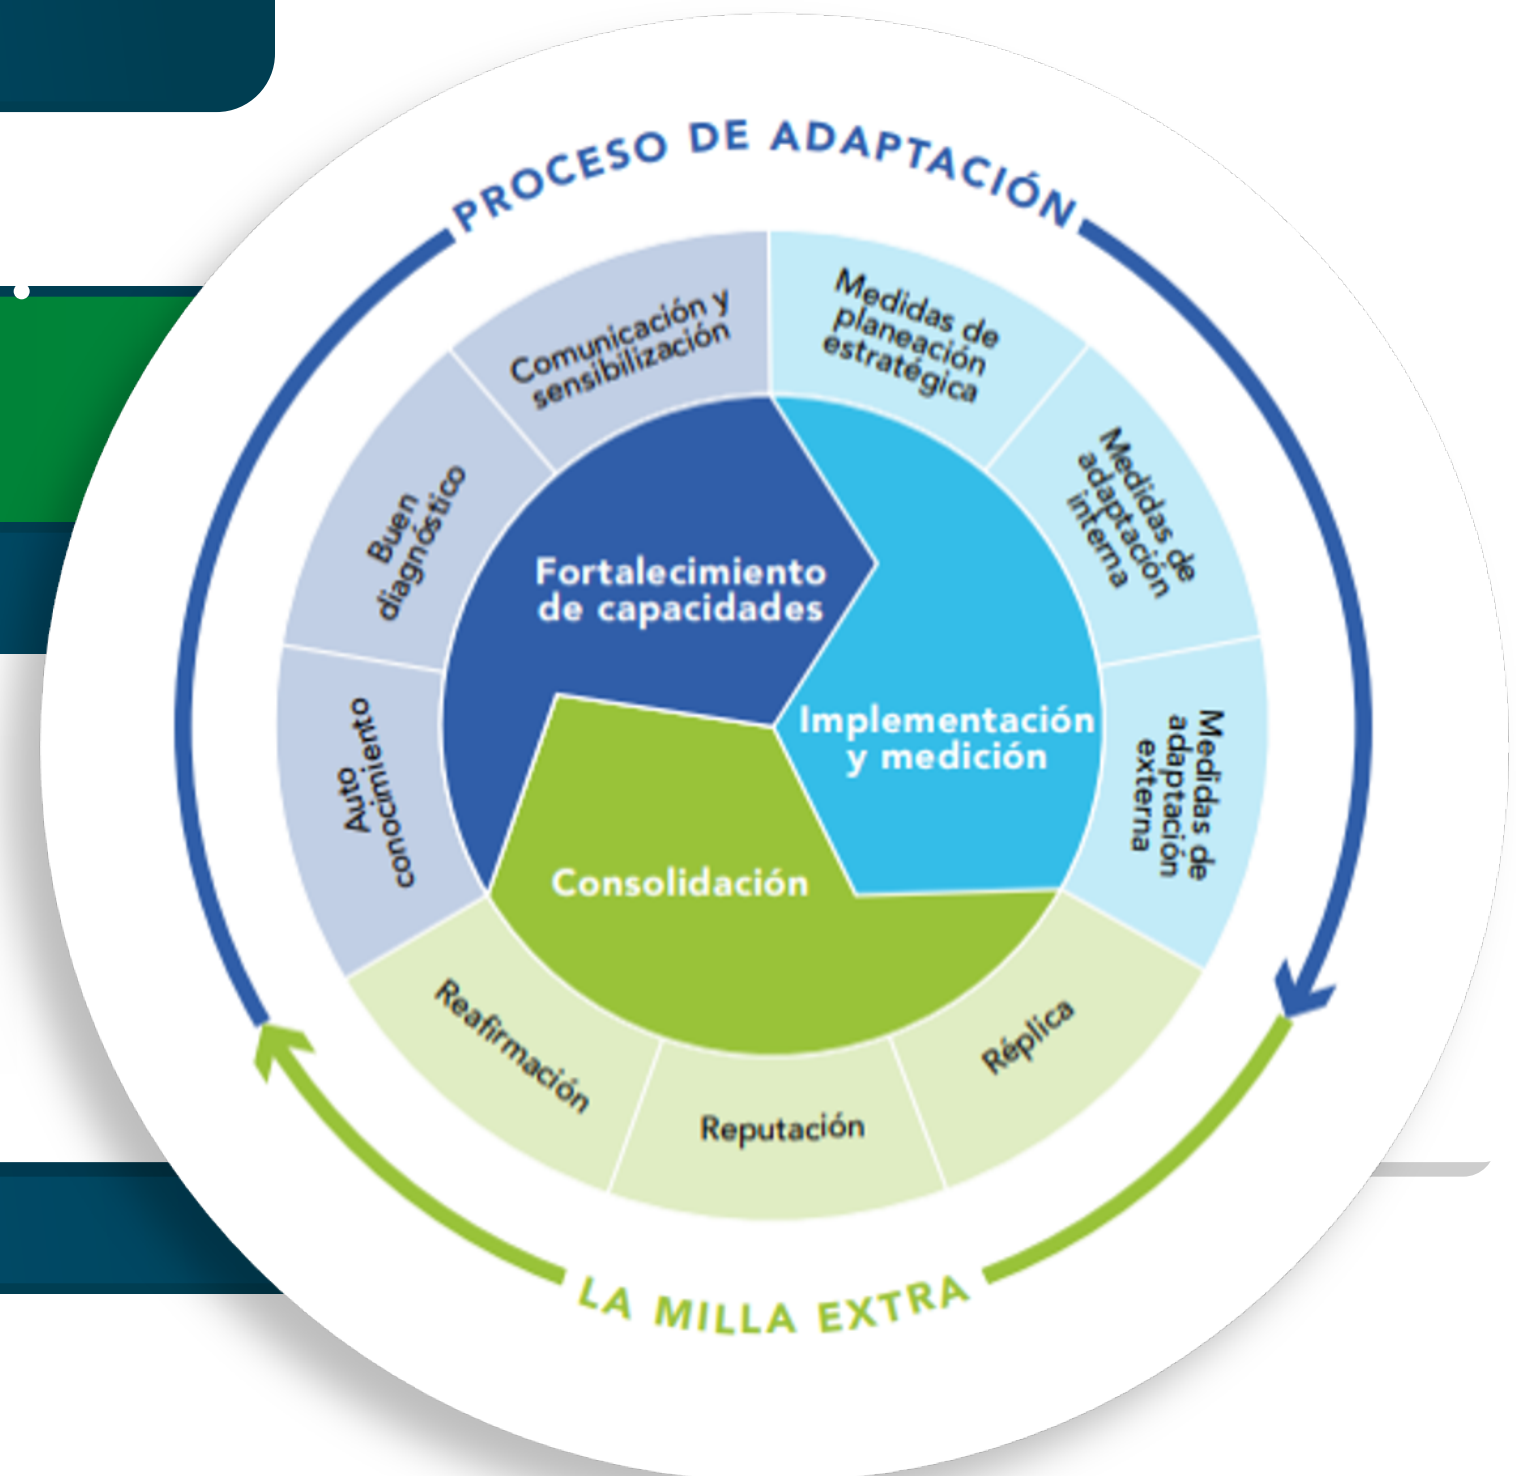 PROCESO DE ADAPTACIÓN
Comunicación y
sensibilización
Medidas de
planeación
estratégica
Buen
diagnóstico
Medidas de
adaptación
interna
Fortalecimiento
de capacidades
Auto
conocimiento
Implementación
y medición
Medidas de
adaptación
externa
Consolidación
Reafirmación
Reputación
Réplica
LA MILLA EXTRA